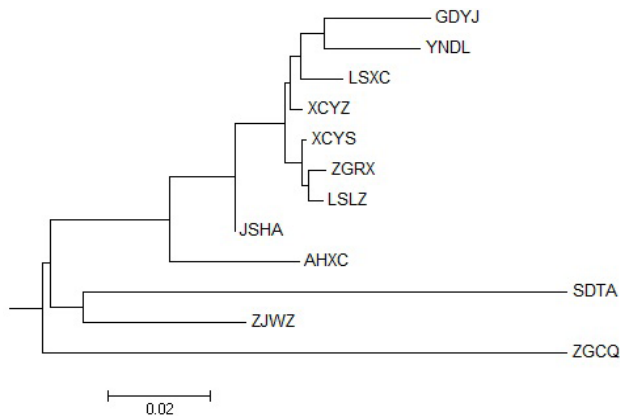 GDYJ
YNDL
LSXC
XCYZ
XCYS
ZGRX
LSLZ
JSHA
AHXC
SDTA
ZJWZ
ZGCQ
0.02